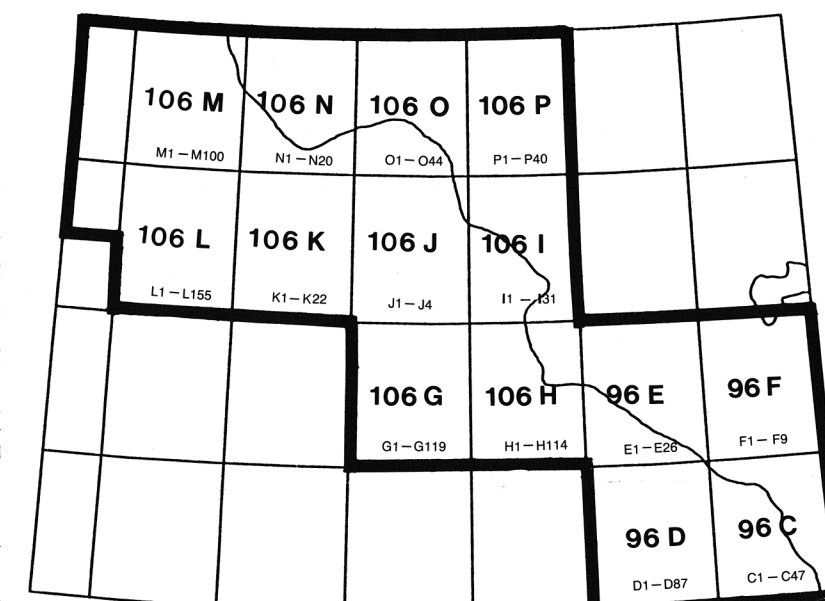 106 M
106 N
106 O
106 P
M1–M100
N1–N20
O1–O44
P1–P40
106 L
106 K
106 J
106 I
L1–L155
K1–K22
J1–J4
I1–I31
106 G
106 H
96 E
96 F
G1–G119
H1–H114
E1–E26
F1–F9
96 D
96 C
D1–D87
C1–C47